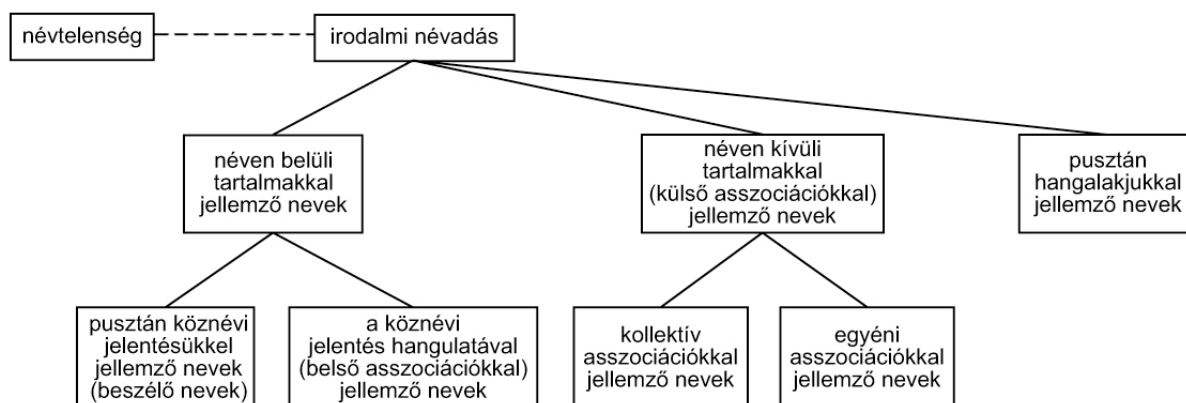 névtelenség
irodalmi névadás
néven belüli
tartalmakkal
jellemző nevek
néven kívüli
tartalmakkal
(külső asszociációkkal)
jellemző nevek
pusztán
hangalakjukkal
jellemző nevek
pusztán köznévi
jelentésükkel
jellemző nevek
(beszélő nevek)
a köznévi
jelentés hangulatával
(belső asszociációkkal)
jellemző nevek
kollektív
asszociációkkal
jellemző nevek
egyéni
asszociációkkal
jellemző nevek